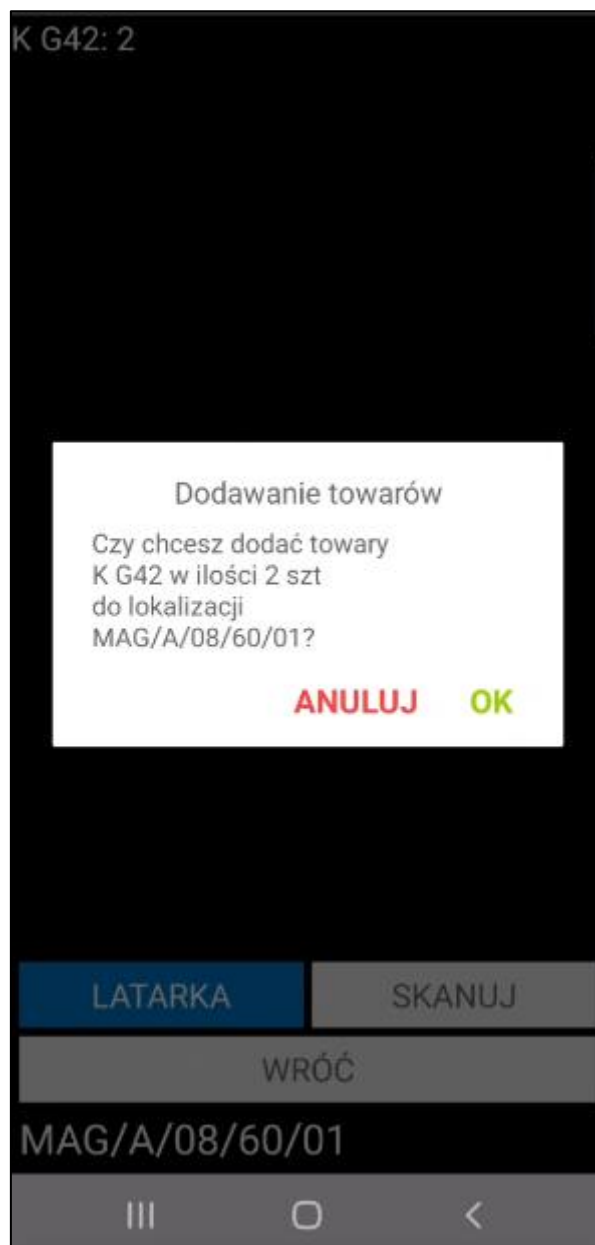 K G42: 2
Dodawanie towarów
Czy chcesz dodać towary
K G42 w ilości 2 szt
do lokalizacji
MAG/A/08/60/01?
ANULUJ OK
LATARKA SKANUJ
WRÓĆ
MAG/A/08/60/01